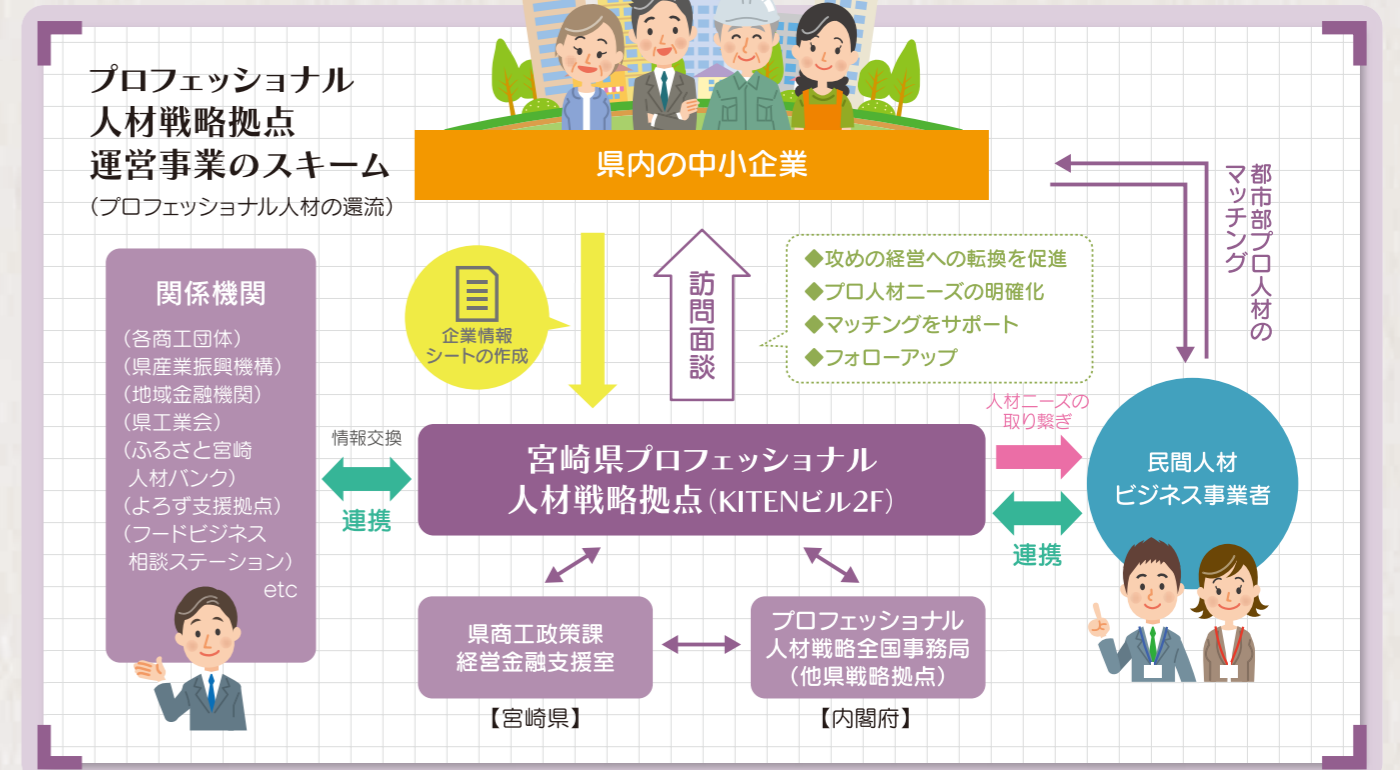 プロフェッショナル
人材戦略拠点
運営事業のスキーム
（プロフェッショナル人材の還流）
県内の中小企業
都市部プロ人材の
マッチング
関係機関
（各商工団体）
（県産業振興機構）
（地域金融機関）
（県工業会）
（ふるさと宮崎
人材バンク）
（よろず支援拠点）
（フードビジネス
相談ステーション）
etc
企業情報
シートの作成
訪問面談
◆攻めの経営への転換を促進
◆プロ人材ニーズの明確化
◆マッチングをサポート
◆フォローアップ
情報交換
連携
宮崎県プロフェッショナル
人材戦略拠点（KITENビル2F）
人材ニーズの
取り繋ぎ
連携
民間人材
ビジネス事業者
県商工政策課
経営金融支援室
【宮崎県】
プロフェッショナル
人材戦略全国事務局
（他県戦略拠点）
【内閣府】